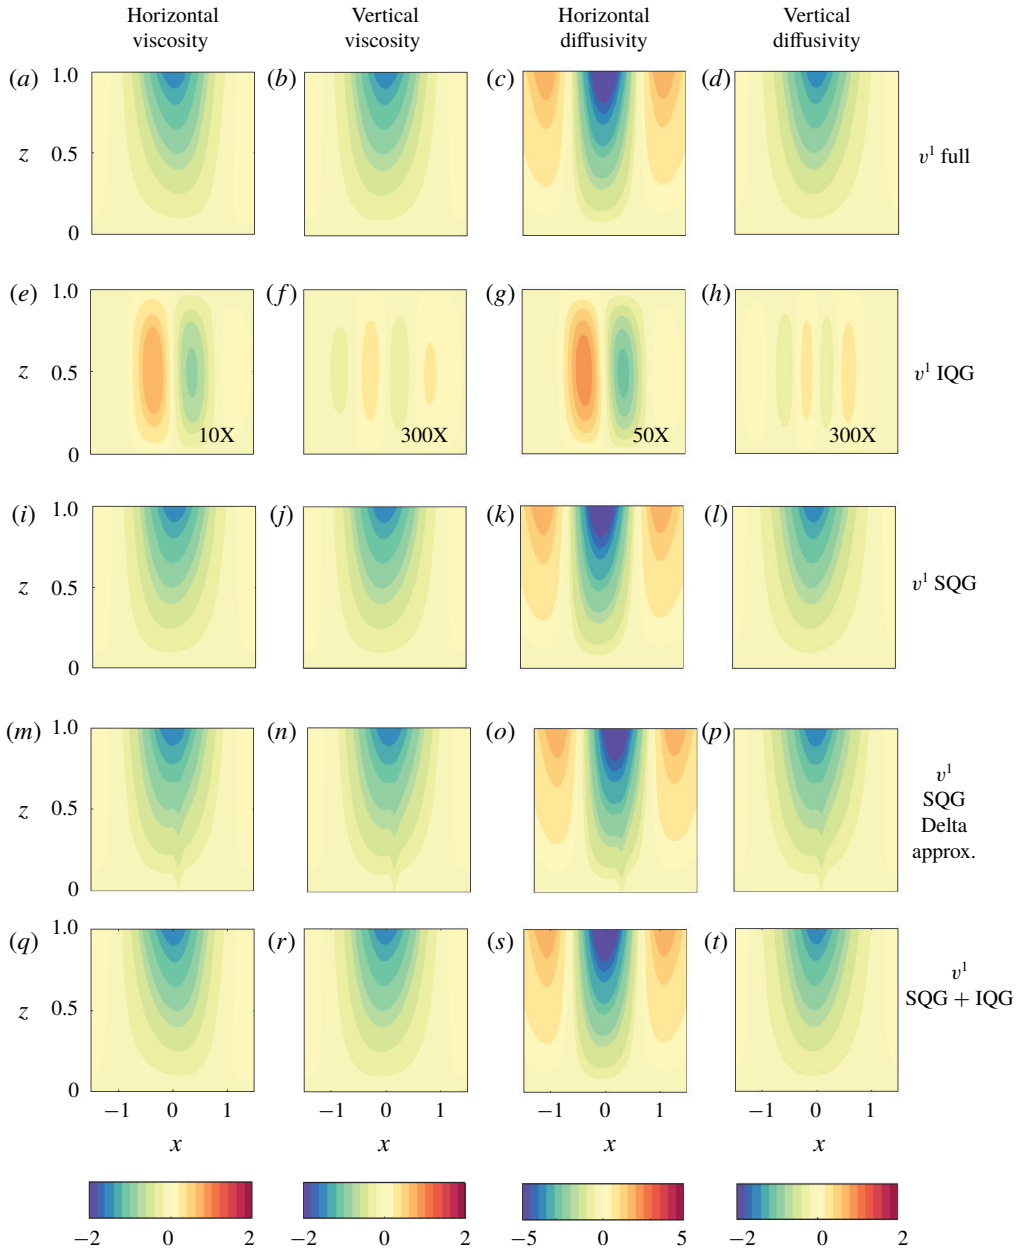 Horizontal viscosity
Vertical viscosity
Horizontal diffusivity
Vertical diffusivity
(a) (b) (c) (d)
1.0
z 0.5
0
v¹ full
(e) (f) (g) (h)
1.0
z 0.5
0
10X 300X 50X 300X
v¹ IQG
(i) (j) (k) (l)
1.0
z 0.5
0
v¹ SQG
(m) (n) (o) (p)
1.0
z 0.5
0
v¹
SQG
Delta
approx.
(q) (r) (s) (t)
1.0
z 0.5
0
v¹
SQG + IQG
−1 0 1 −1 0 1 −1 0 1 −1 0 1
x x x x
−2 0 2 −2 0 2 −5 0 5 −2 0 2